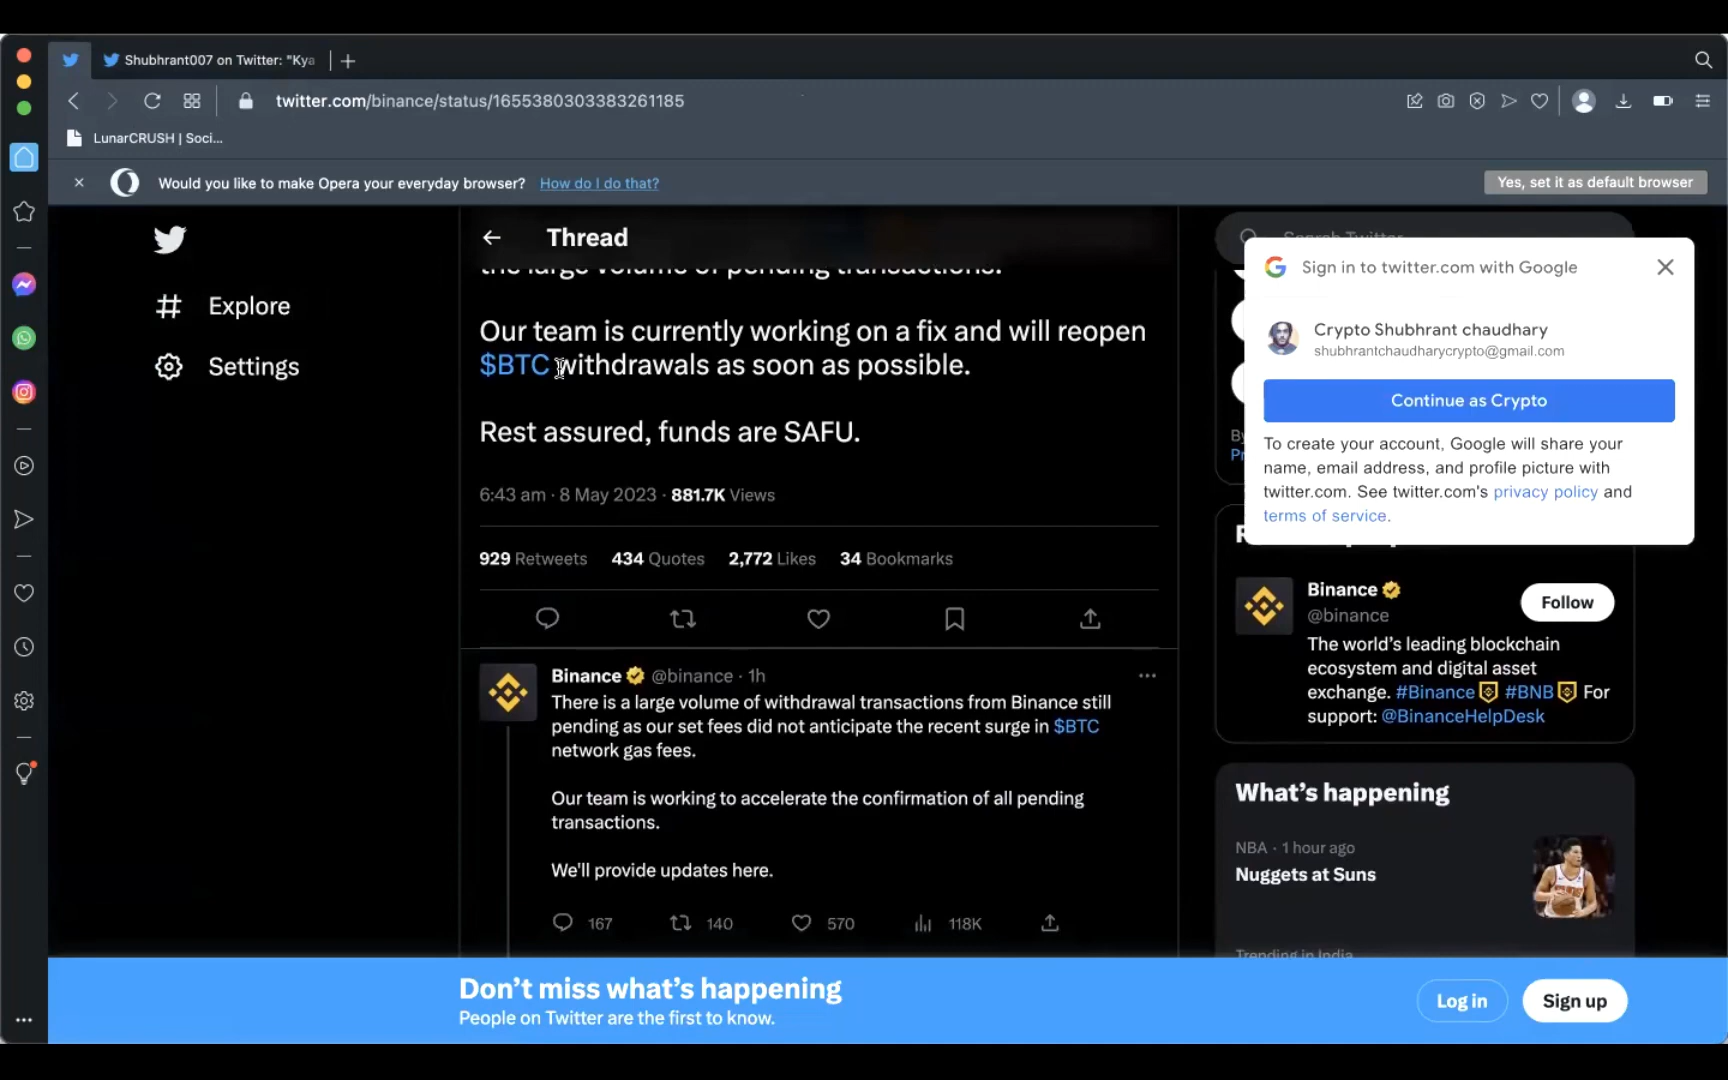 Shubhrant007 on Twitter: "Kya
twitter.com/binance/status/1655380303383261185
LunarCRUSH | Soci...
Would you like to make Opera your everyday browser? How do I do that?
Yes, set it as default browser
Thread
the large volume of pending transactions.
Our team is currently working on a fix and will reopen
$BTC withdrawals as soon as possible.
Rest assured, funds are SAFU.
6:43 am · 8 May 2023 · 881.7K Views
929 Retweets 434 Quotes 2,772 Likes 34 Bookmarks
Binance @binance · 1h
There is a large volume of withdrawal transactions from Binance still
pending as our set fees did not anticipate the recent surge in $BTC
network gas fees.
Our team is working to accelerate the confirmation of all pending
transactions.
We'll provide updates here.
167 140 570 118K
Explore
Settings
Search Twitter
Sign in to twitter.com with Google
Crypto Shubhrant chaudhary
shubhrantchaudharycrypto@gmail.com
Continue as Crypto
To create your account, Google will share your
name, email address, and profile picture with
twitter.com. See twitter.com's privacy policy and
terms of service.
Binance
@binance
Follow
The world's leading blockchain
ecosystem and digital asset
exchange. #Binance #BNB For
support: @BinanceHelpDesk
What's happening
NBA · 1 hour ago
Nuggets at Suns
Trending in India
Don't miss what's happening
People on Twitter are the first to know.
Log in
Sign up